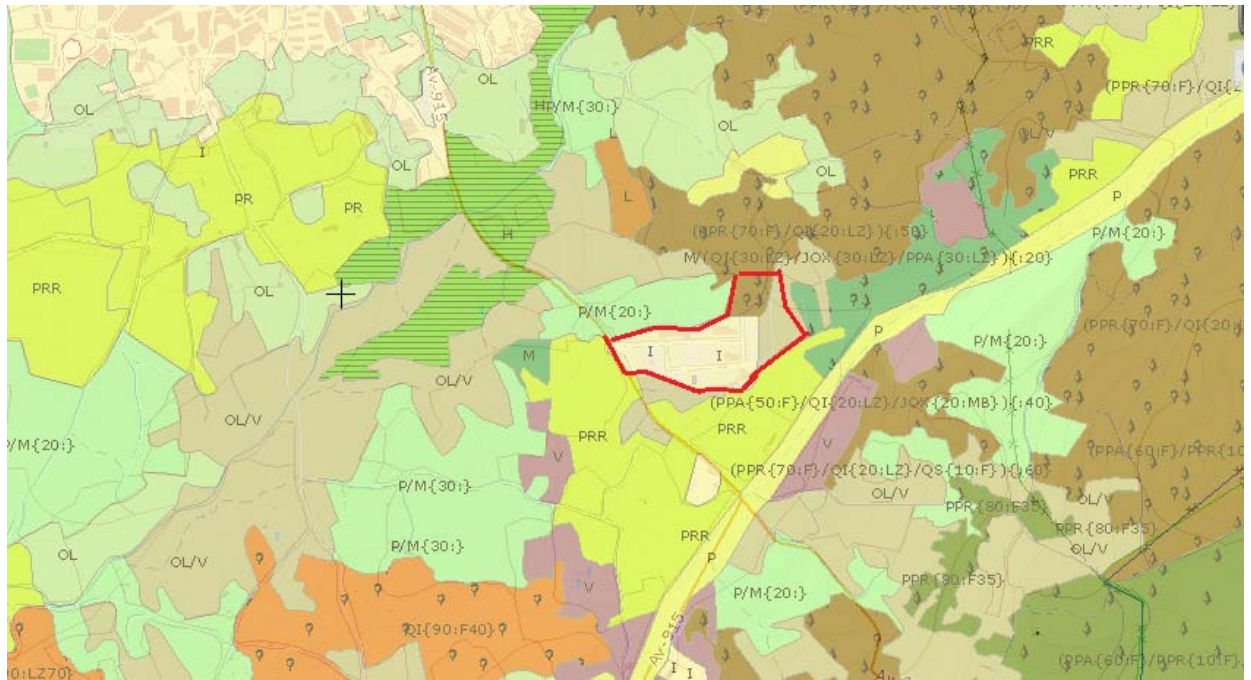 PRR
OL
Av-915
HP/M{30:}
OL
(PPR{70:F}/QI{2
OL/V
I
OL
L
OL
PR
PR
PRR
P
L
H
(PPR{70:F}/QI{20:LZ}){:50}
P/M{20:}
M/(QI{30:LZ}/JOX{30:LZ}/PPA{30:LZ}){:20}
OL
PRR
P/M{20:}
P
(PPR{70:F}/QI{20:
P/M{20:}
I
I
M
OL/V
(PPA{50:F}/QI{20:LZ}/JOX{20:MB}){:40}
OL/V
PRR
PRR
P/M{20:}
V
V
(PPA{60:F}/PPR{10
(PPR{70:F}/QI{20:LZ}/QS{10:F}){:60}
P/M{30:}
OL/V
OL/V
PPR{80:F35}
PPR{80:F35}
PRR
P/M{30:}
OL/V
OL
OL/V
P
PPR{80:F35}
V
P/M{20:}
QI{90:F40}
Av-915
(PPA{60:F}/PPR{10:F}
I
I
0:LZ70}